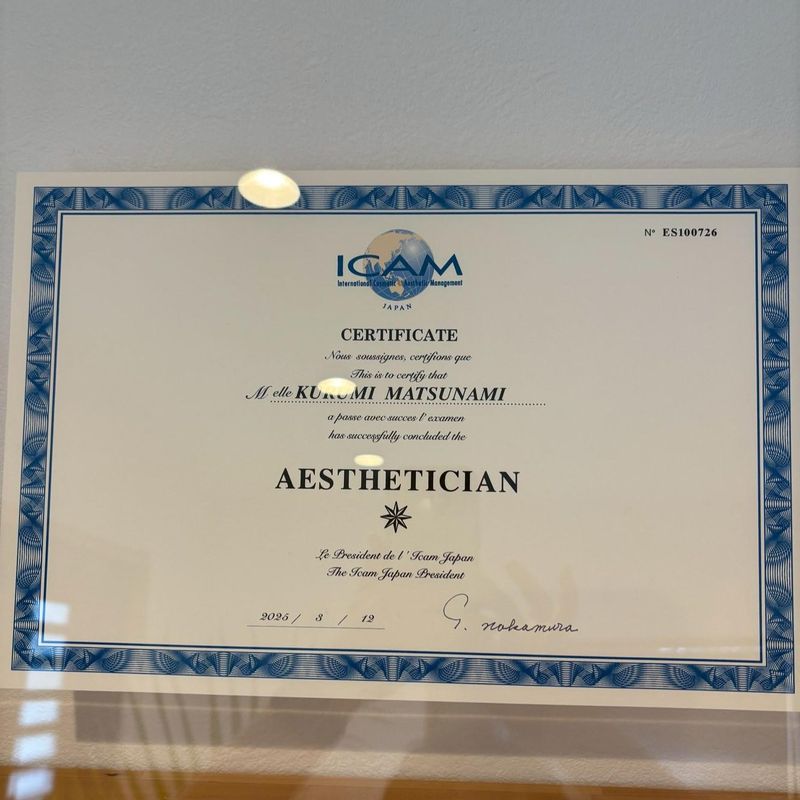 Nº ES100726
ICAM
International Cosmetic & Aesthetic Management
JAPAN
CERTIFICATE
Nous soussignes, certifions que
This is to certify that
M elle KURUMI MATSUNAMI
a passe avec succes l' examen
has successfully concluded the
AESTHETICIAN
Le President de l ' Icam Japan
The Icam Japan President
2025 / 3 / 12
G. nakamura